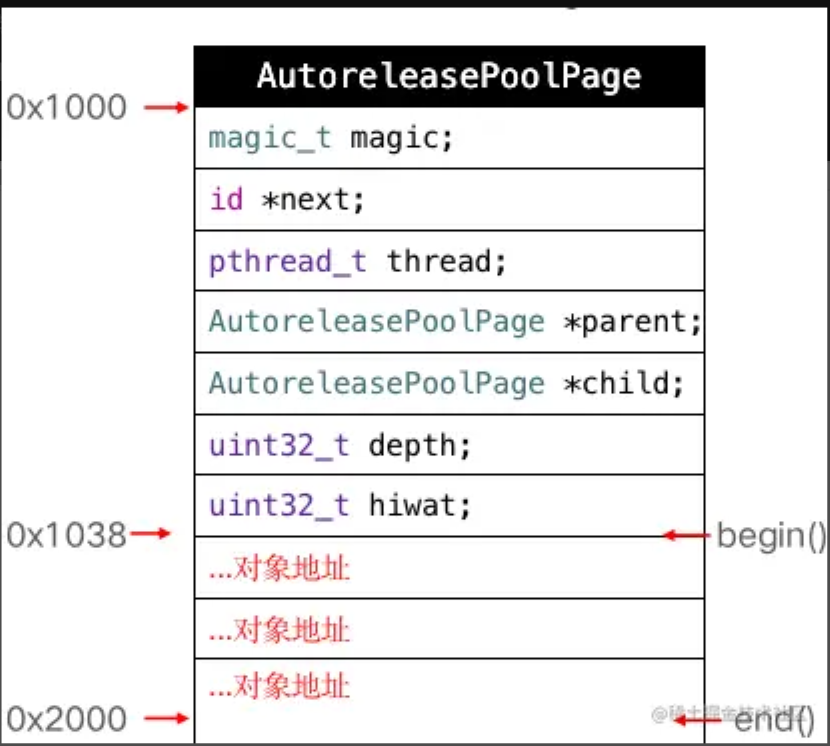 AutoreleasePoolPage
0x1000
magic_t magic;
id *next;
pthread_t thread;
AutoreleasePoolPage *parent;
AutoreleasePoolPage *child;
uint32_t depth;
uint32_t hiwat;
0x1038
begin()
...对象地址
...对象地址
...对象地址
0x2000
@稀土掘金技术社区
end()